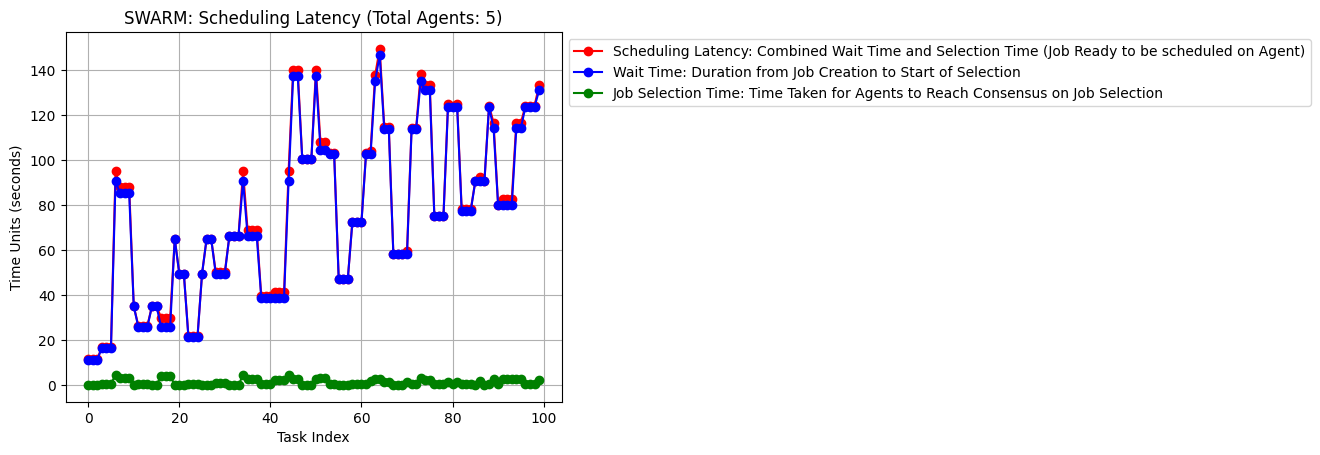 SWARM: Scheduling Latency (Total Agents: 5)
Scheduling Latency: Combined Wait Time and Selection Time (Job Ready to be scheduled on Agent)
Wait Time: Duration from Job Creation to Start of Selection
Job Selection Time: Time Taken for Agents to Reach Consensus on Job Selection
Time Units (seconds)
140
120
100
80
60
40
20
0
0 20 40 60 80 100
Task Index